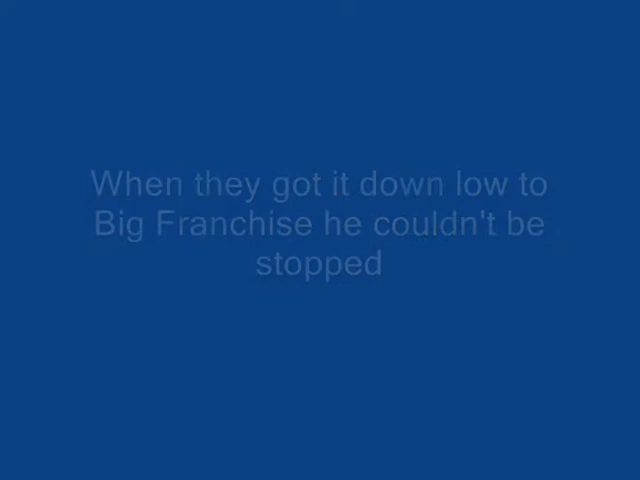 When they got it down low to
Big Franchise he couldn't be
stopped